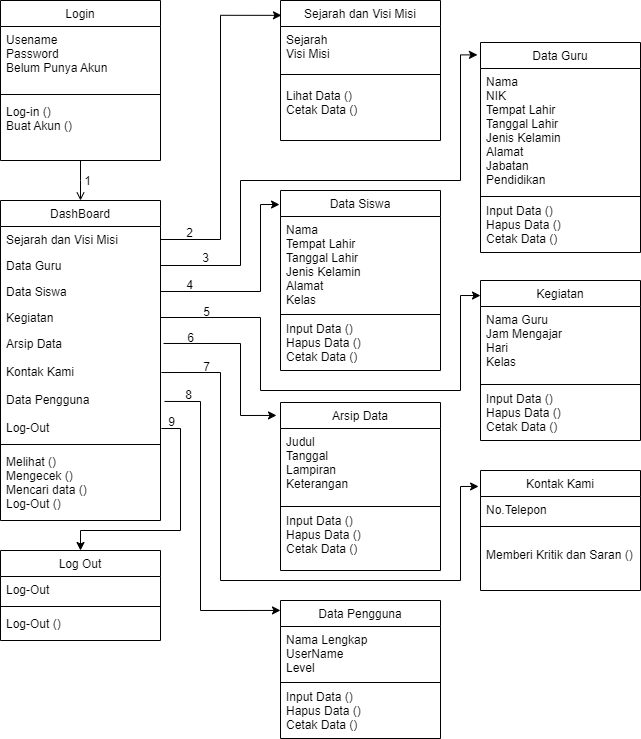 Login
Usename
Password
Belum Punya Akun
Log-in ()
Buat Akun ()
1
DashBoard
Sejarah dan Visi Misi
Data Guru
Data Siswa
Kegiatan
Arsip Data
Kontak Kami
Data Pengguna
Log-Out
Melihat ()
Mengecek ()
Mencari data ()
Log-Out ()
2
3
4
5
6
7
8
9
Log Out
Log-Out
Log-Out ()
Sejarah dan Visi Misi
Sejarah
Visi Misi
Lihat Data ()
Cetak Data ()
Data Siswa
Nama
Tempat Lahir
Tanggal Lahir
Jenis Kelamin
Alamat
Kelas
Input Data ()
Hapus Data ()
Cetak Data ()
Arsip Data
Judul
Tanggal
Lampiran
Keterangan
Input Data ()
Hapus Data ()
Cetak Data ()
Data Pengguna
Nama Lengkap
UserName
Level
Input Data ()
Hapus Data ()
Cetak Data ()
Data Guru
Nama
NIK
Tempat Lahir
Tanggal Lahir
Jenis Kelamin
Alamat
Jabatan
Pendidikan
Input Data ()
Hapus Data ()
Cetak Data ()
Kegiatan
Nama Guru
Jam Mengajar
Hari
Kelas
Input Data ()
Hapus Data ()
Cetak Data ()
Kontak Kami
No.Telepon
Memberi Kritik dan Saran ()